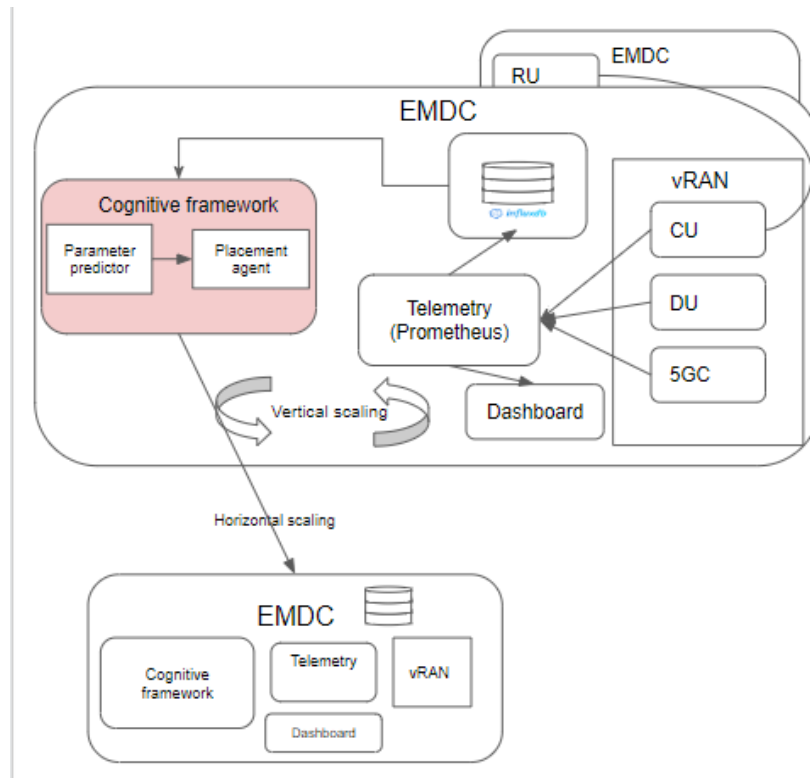 EMDC
RU
EMDC
Cognitive framework
Parameter
predictor
Placement
agent
influxdb
vRAN
CU
DU
5GC
Telemetry
(Prometheus)
Dashboard
Vertical scaling
Horizontal scaling
EMDC
Cognitive
framework
Telemetry
vRAN
Dashboard